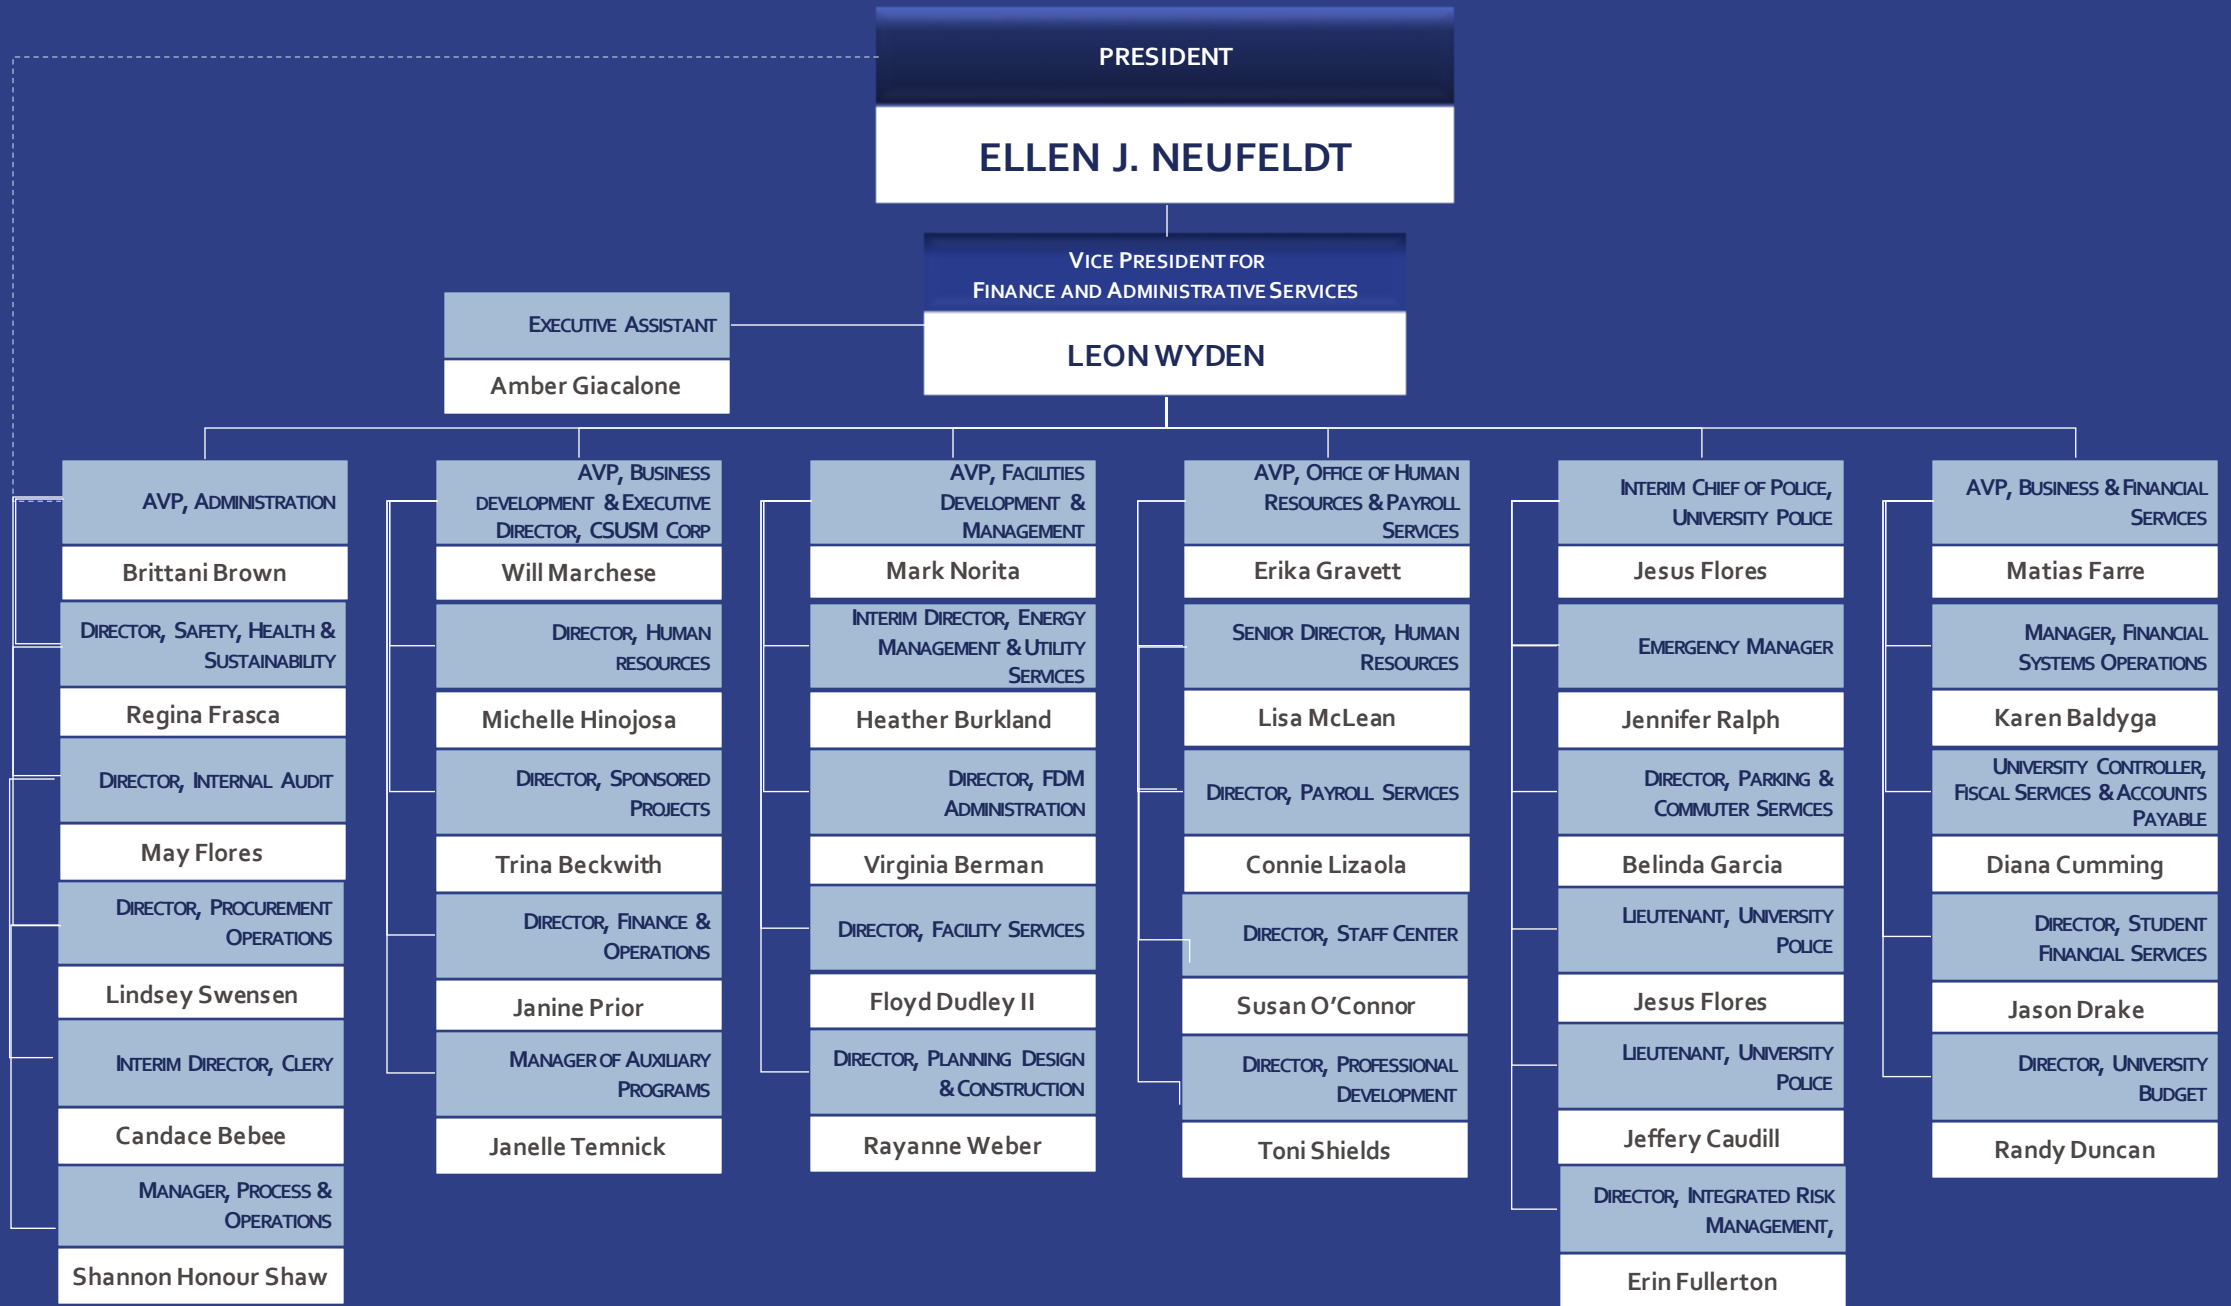 PRESIDENT
ELLEN J. NEUFELDT
VICE PRESIDENT FOR
FINANCE AND ADMINISTRATIVE SERVICES
LEON WYDEN
EXECUTIVE ASSISTANT
Amber Giacalone
AVP, ADMINISTRATION
Brittani Brown
DIRECTOR, SAFETY, HEALTH &
SUSTAINABILITY
Regina Frasca
DIRECTOR, INTERNAL AUDIT
May Flores
DIRECTOR, PROCUREMENT
OPERATIONS
Lindsey Swensen
INTERIM DIRECTOR, CLERY
Candace Bebee
MANAGER, PROCESS &
OPERATIONS
Shannon Honour Shaw
AVP, BUSINESS
DEVELOPMENT & EXECUTIVE
DIRECTOR, CSUSM CORP
Will Marchese
DIRECTOR, HUMAN
RESOURCES
Michelle Hinojosa
DIRECTOR, SPONSORED
PROJECTS
Trina Beckwith
DIRECTOR, FINANCE &
OPERATIONS
Janine Prior
MANAGER OF AUXILIARY
PROGRAMS
Janelle Temnick
AVP, FACILITIES
DEVELOPMENT &
MANAGEMENT
Mark Norita
INTERIM DIRECTOR, ENERGY
MANAGEMENT & UTILITY
SERVICES
Heather Burkland
DIRECTOR, FDM
ADMINISTRATION
Virginia Berman
DIRECTOR, FACILITY SERVICES
Floyd Dudley II
DIRECTOR, PLANNING DESIGN
& CONSTRUCTION
Rayanne Weber
AVP, OFFICE OF HUMAN
RESOURCES & PAYROLL
SERVICES
Erika Gravett
SENIOR DIRECTOR, HUMAN
RESOURCES
Lisa McLean
DIRECTOR, PAYROLL SERVICES
Connie Lizaola
DIRECTOR, STAFF CENTER
Susan O’Connor
DIRECTOR, PROFESSIONAL
DEVELOPMENT
Toni Shields
INTERIM CHIEF OF POLICE,
UNIVERSITY POLICE
Jesus Flores
EMERGENCY MANAGER
Jennifer Ralph
DIRECTOR, PARKING &
COMMUTER SERVICES
Belinda Garcia
LIEUTENANT, UNIVERSITY
POLICE
Jesus Flores
LIEUTENANT, UNIVERSITY
POLICE
Jeffery Caudill
DIRECTOR, INTEGRATED RISK
MANAGEMENT,
Erin Fullerton
AVP, BUSINESS & FINANCIAL
SERVICES
Matias Farre
MANAGER, FINANCIAL
SYSTEMS OPERATIONS
Karen Baldyga
UNIVERSITY CONTROLLER,
FISCAL SERVICES & ACCOUNTS
PAYABLE
Diana Cumming
DIRECTOR, STUDENT
FINANCIAL SERVICES
Jason Drake
DIRECTOR, UNIVERSITY
BUDGET
Randy Duncan